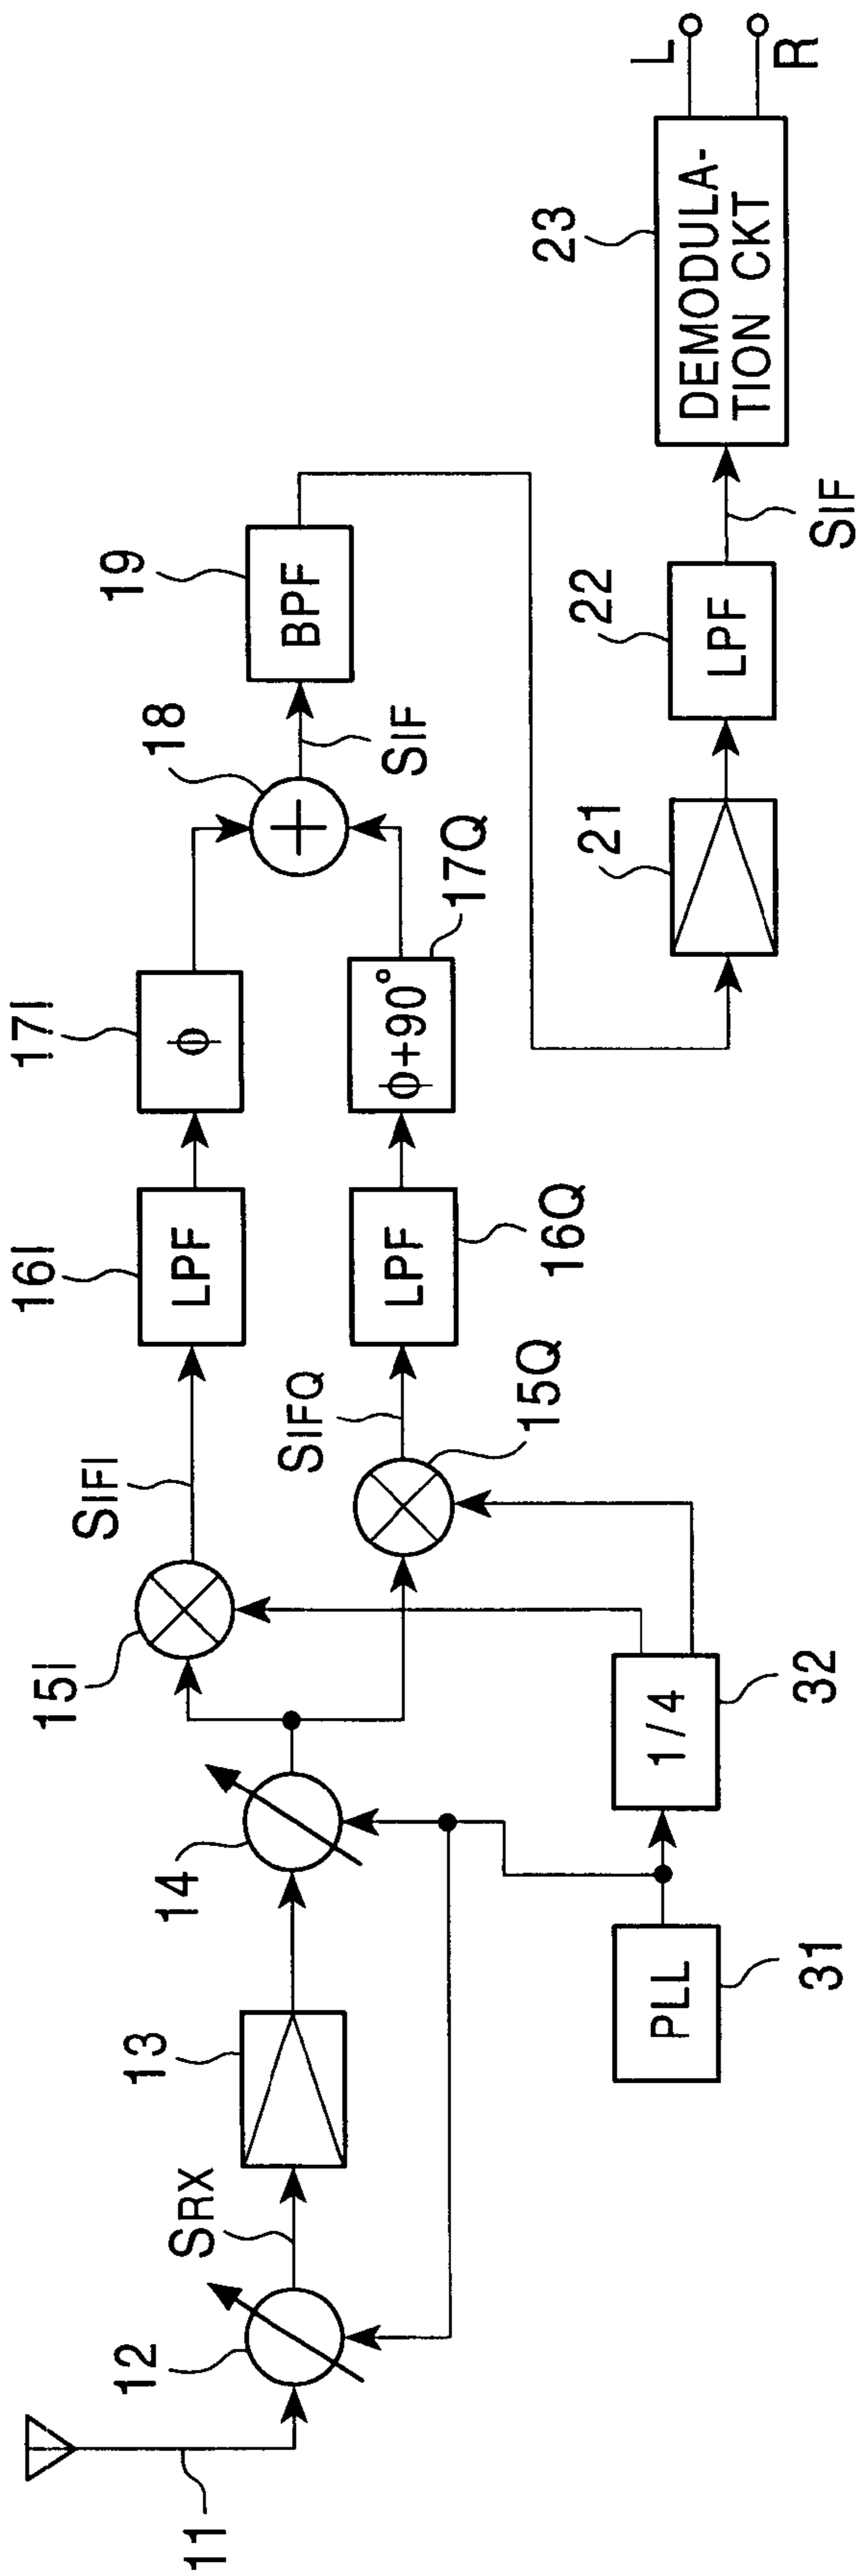 11
12
SRX
13
14
15I
SIFI
16I
LPF
17I
ϕ
18
SIF
19
BPF
15Q
SIFQ
LPF
16Q
ϕ+90°
17Q
PLL
31
1/4
32
21
LPF
22
SIF
23
DEMODULA-
TION CKT
L
R